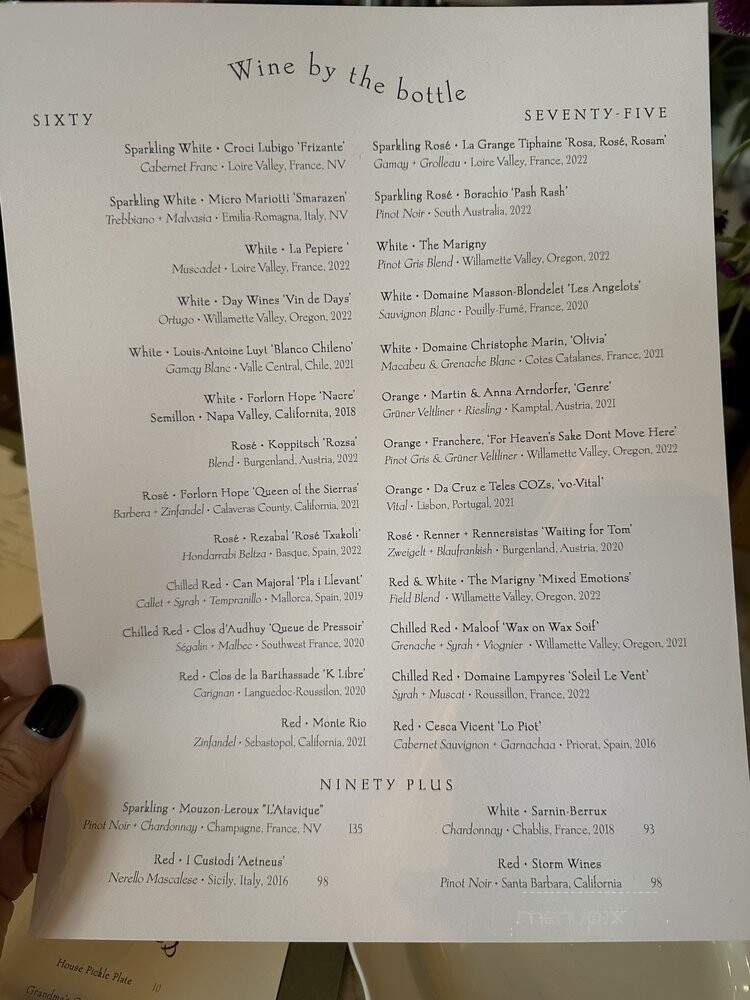 Wine by the bottle
SIXTY
Sparkling White • Croci Lubigo 'Frizante'
Cabernet Franc • Loire Valley, France, NV
Sparkling White • Micro Mariotti 'Smarazen'
Trebbiano + Malvasia • Emilia-Romagna, Italy, NV
White • La Pepiere '
Muscadet • Loire Valley, France, 2022
White • Day Wines 'Vin de Days'
Ortugo • Willamette Valley, Oregon, 2022
White • Louis-Antoine Luyt 'Blanco Chileno'
Gamay Blanc • Valle Central, Chile, 2021
White • Forlorn Hope 'Nacre'
Semillon • Napa Valley, Californita, 2018
Rosé • Koppitsch 'Rozsa'
Blend • Burgenland, Austria, 2022
Rosé • Forlorn Hope 'Queen of the Sierras'
Barbera + Zinfandel • Calaveras County, California, 2021
Rosé • Rezabal 'Rosé Txakoli'
Hondarrabi Beltza • Basque, Spain, 2022
Chilled Red • Can Majoral 'Pla i Llevant'
Callet + Syrah + Tempranillo • Mallorca, Spain, 2019
Chilled Red • Clos d'Audhuy 'Queue de Pressoir'
Ségalin + Malbec • Southwest France, 2020
Red • Clos de la Barthassade 'K Libre'
Carignan • Languedoc-Roussilon, 2020
Red • Monte Rio
Zinfandel • Sebastopol, California, 2021
SEVENTY-FIVE
Sparkling Rosé • La Grange Tiphaine 'Rosa, Rosé, Rosam'
Gamay + Grolleau • Loire Valley, France, 2022
Sparkling Rosé • Borachio 'Pash Rash'
Pinot Noir • South Australia, 2022
White • The Marigny
Pinot Gris Blend • Willamette Valley, Oregon, 2022
White • Domaine Masson-Blondelet 'Les Angelots'
Sauvignon Blanc • Pouilly-Fumé, France, 2020
White • Domaine Christophe Marin, 'Olivia'
Macabeu & Grenache Blanc • Cotes Catalanes, France, 2021
Orange • Martin & Anna Arndorfer, 'Genre'
Grüner Veltliner + Riesling • Kamptal, Austria, 2021
Orange • Franchere, 'For Heaven's Sake Dont Move Here'
Pinot Gris & Grüner Veltliner • Willamette Valley, Oregon, 2022
Orange • Da Cruz e Teles COZs, 'vo-Vital'
Vital • Lisbon, Portugal, 2021
Rosé • Renner + Rennersistas 'Waiting for Tom'
Zweigelt + Blaufrankish • Burgenland, Austria, 2020
Red & White • The Marigny 'Mixed Emotions'
Field Blend • Willamette Valley, Oregon, 2022
Chilled Red • Maloof 'Wax on Wax Soif'
Grenache + Syrah + Viognier • Willamette Valley, Oregon, 2021
Chilled Red • Domaine Lampyres 'Soleil Le Vent'
Syrah + Muscat • Roussillon, France, 2022
Red • Cesca Vicent 'Lo Piot'
Cabernet Sauvignon + Garnachaa • Priorat, Spain, 2016
NINETY PLUS
Sparkling • Mouzon-Leroux "L'Atavique"
Pinot Noir + Chardonnay • Champagne, France, NV 135
Red • I Custodi 'Aetneus'
Nerello Mascalese • Sicily, Italy, 2016 98
White • Sarnin-Berrux
Chardonnay • Chablis, France, 2018 93
Red • Storm Wines
Pinot Noir • Santa Barbara, California 98
House Pickle Plate 10
Grandma's